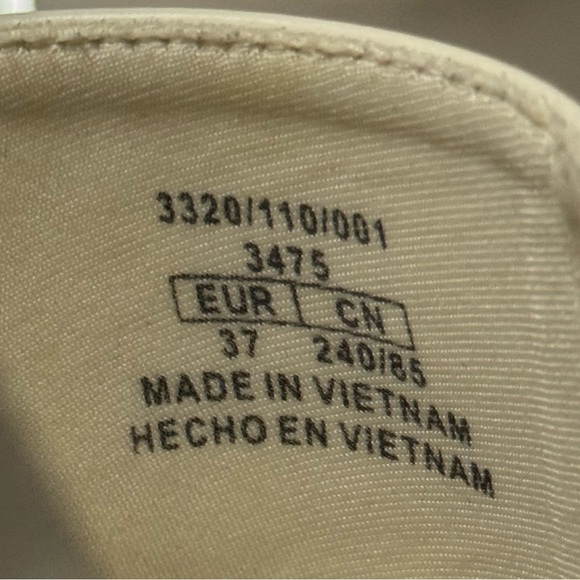 3320/110/001
3475
EUR CN
37 240/85
MADE IN VIETNAM
HECHO EN VIETNAM